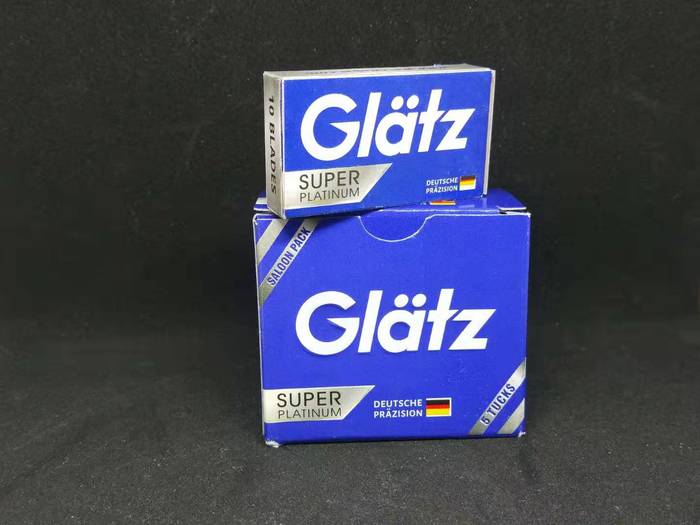 10 BLADES
Glätz
SUPER
PLATINUM
DEUTSCHE
PRÄZISION
SALOON PACK
Glätz
SUPER
PLATINUM
DEUTSCHE
PRÄZISION
5 TUCKS